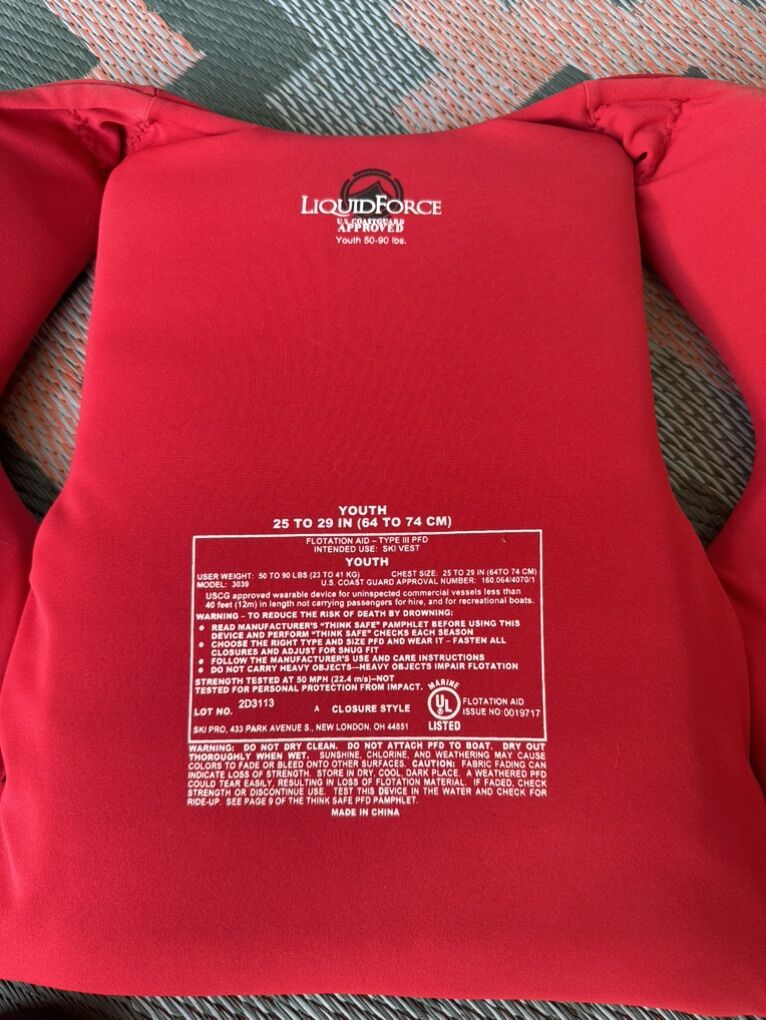 LIQUIDFORCE
U.S. COASTGUARD
APPROVED
Youth 50-90 lbs.
YOUTH
25 TO 29 IN (64 TO 74 CM)
FLOTATION AID – TYPE III PFD
INTENDED USE: SKI VEST
YOUTH
USER WEIGHT: 50 TO 90 LBS (23 TO 41 KG) CHEST SIZE: 25 TO 29 IN (64TO 74 CM)
MODEL: 3039 U.S. COAST GUARD APPROVAL NUMBER: 160.064/4070/1
USCG approved wearable device for uninspected commercial vessels less than
40 feet (12m) in length not carrying passengers for hire, and for recreational boats.
WARNING – TO REDUCE THE RISK OF DEATH BY DROWNING:
• READ MANUFACTURER'S "THINK SAFE" PAMPHLET BEFORE USING THIS
DEVICE AND PERFORM "THINK SAFE" CHECKS EACH SEASON
• CHOOSE THE RIGHT TYPE AND SIZE PFD AND WEAR IT – FASTEN ALL
CLOSURES AND ADJUST FOR SNUG FIT
• FOLLOW THE MANUFACTURER'S USE AND CARE INSTRUCTIONS
• DO NOT CARRY HEAVY OBJECTS—HEAVY OBJECTS IMPAIR FLOTATION
STRENGTH TESTED AT 50 MPH (22.4 m/s)–NOT
TESTED FOR PERSONAL PROTECTION FROM IMPACT.
MARINE
UL
LISTED
FLOTATION AID
ISSUE NO:0019717
LOT NO. 2D3113 A CLOSURE STYLE
SKI PRO, 433 PARK AVENUE S., NEW LONDON, OH 44851
WARNING: DO NOT DRY CLEAN. DO NOT ATTACH PFD TO BOAT. DRY OUT
THOROUGHLY WHEN WET. SUNSHINE, CHLORINE, AND WEATHERING MAY CAUSE
COLORS TO FADE OR BLEED ONTO OTHER SURFACES. CAUTION: FABRIC FADING CAN
INDICATE LOSS OF STRENGTH. STORE IN DRY, COOL, DARK PLACE. A WEATHERED PFD
COULD TEAR EASILY, RESULTING IN LOSS OF FLOTATION MATERIAL. IF FADED, CHECK
STRENGTH OR DISCONTINUE USE. TEST THIS DEVICE IN THE WATER AND CHECK FOR
RIDE-UP. SEE PAGE 9 OF THE THINK SAFE PFD PAMPHLET.
MADE IN CHINA